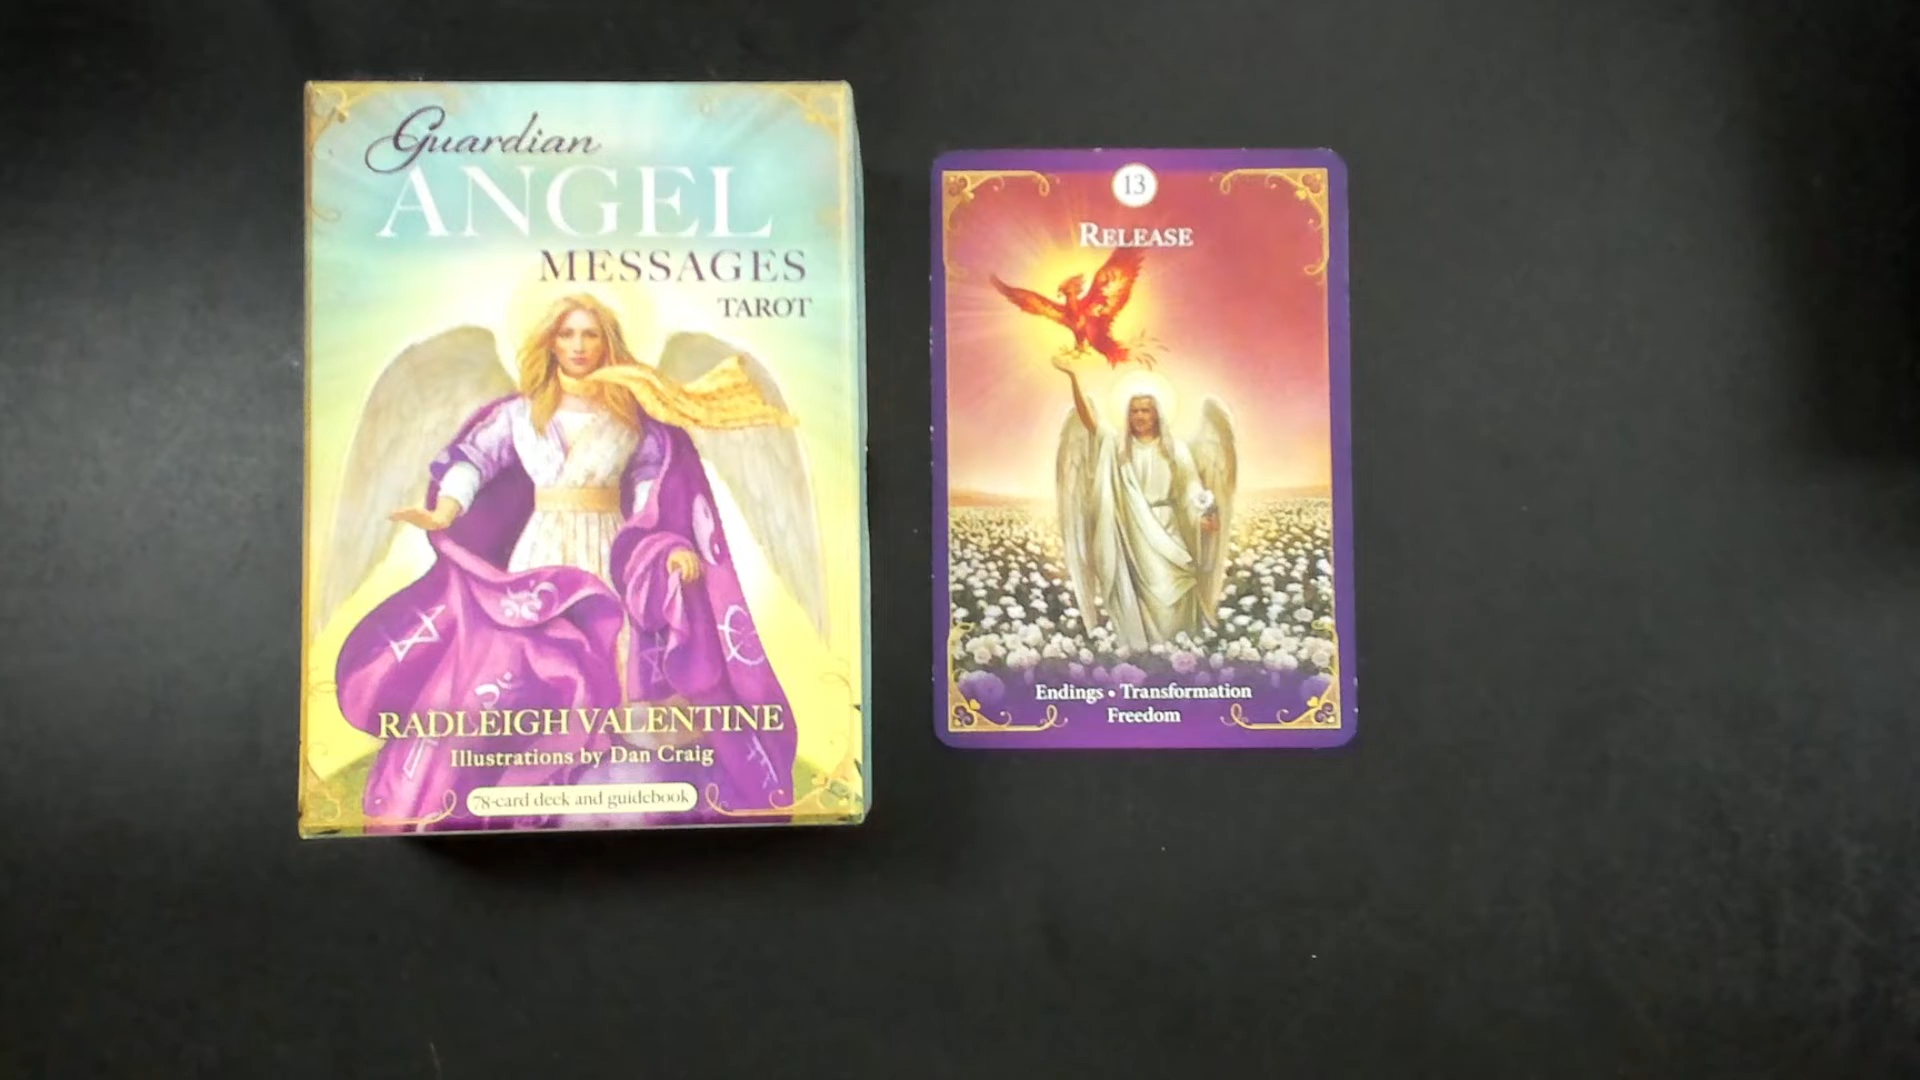 Guardian
ANGEL
MESSAGES
TAROT
RADLEIGH VALENTINE
Illustrations by Dan Craig
78-card deck and guidebook
13
RELEASE
Endings • Transformation
Freedom